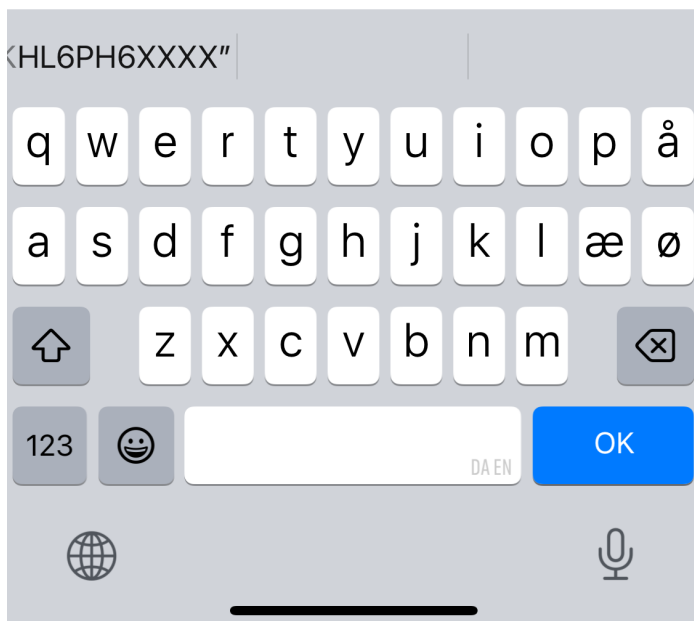 KHL6PH6XXXX”
q w e r t y u i o p å
a s d f g h j k l æ ø
z x c v b n m
123 DA EN OK